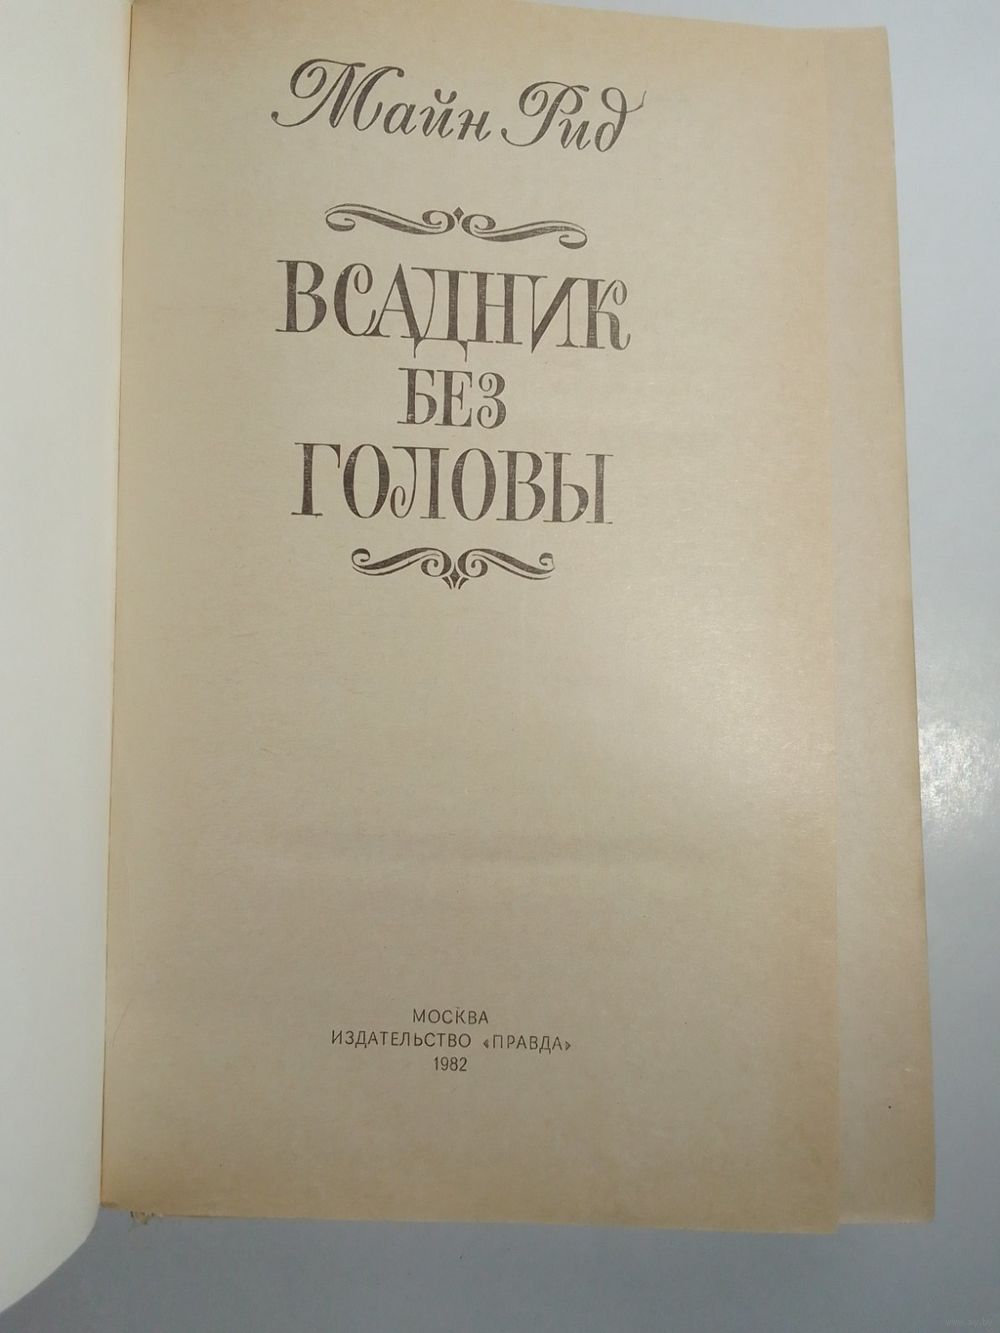 Майн Рид
ВСАДНИК
БЕЗ
ГОЛОВЫ
МОСКВА
ИЗДАТЕЛЬСТВО «ПРАВДА»
1982